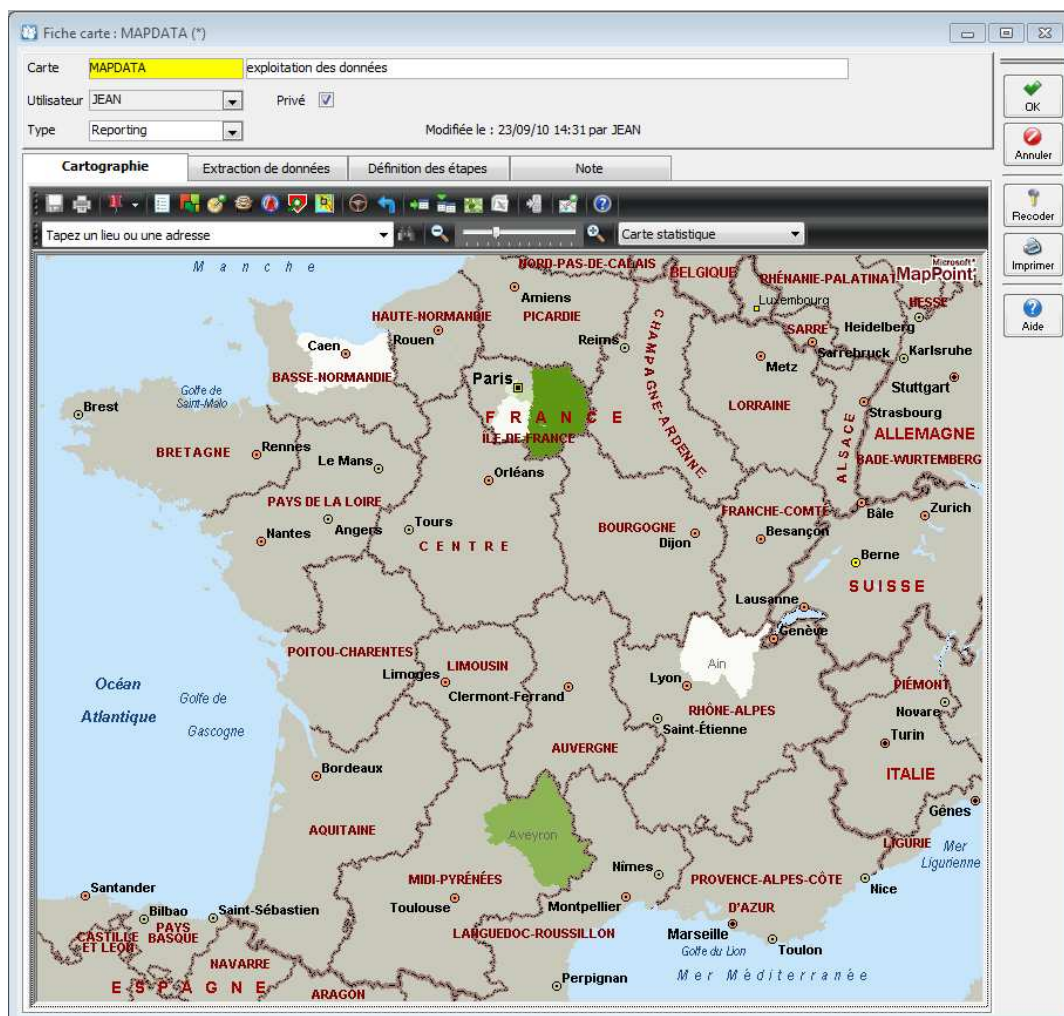 Fiche carte : MAPDATA (*)
Carte MAPDATA exploitation des données
Utilisateur JEAN Privé
Type Reporting Modifiée le : 23/09/10 14:31 par JEAN
OK
Annuler
Recoder
Imprimer
Aide
Cartographie Extraction de données Définition des étapes Note
Tapez un lieu ou une adresse Carte statistique
Microsoft®
MapPoint®
Manche
NORD-PAS-DE-CALAIS
BELGIQUE
RHÉNANIE-PALATINAT
HESSE
Amiens
PICARDIE
Luxembourg
HAUTE-NORMANDIE
Rouen
Reims
SARRE
Heidelberg
Sarrebruck
Karlsruhe
Caen
BASSE-NORMANDIE
Metz
Paris
Stuttgart
Golfe de
Saint-Malo
Brest
CHAMPAGNE-ARDENNE
LORRAINE
Strasbourg
FRANCE
ILE DE FRANCE
ALSACE
ALLEMAGNE
BADE-WURTEMBERG
BRETAGNE
Rennes
Le Mans
Orléans
PAYS DE LA LOIRE
Nantes
Angers
Tours
CENTRE
BOURGOGNE
Dijon
FRANCHE-COMTÉ
Besançon
Bâle
Zurich
Berne
SUISSE
Lausanne
Genève
POITOU-CHARENTES
LIMOUSIN
Limoges
Clermont-Ferrand
Lyon
Ain
RHÔNE-ALPES
Saint-Étienne
PIÉMONT
Novare
Turin
Océan
Atlantique
Golfe de
Gascogne
AUVERGNE
ITALIE
Bordeaux
Gênes
AQUITAINE
Aveyron
LIGURIE
Mer
Ligurienne
Nîmes
MIDI-PYRÉNÉES
PROVENCE-ALPES-CÔTE
D'AZUR
Nice
Santander
Toulouse
Montpellier
Bilbao
Saint-Sébastien
CASTILLE
ET LEON
PAYS
BASQUE
LANGUEDOC-ROUSSILLON
Marseille
Golfe du Lion
Toulon
NAVARRE
Perpignan
Mer Méditerranée
ESPAGNE
ARAGON